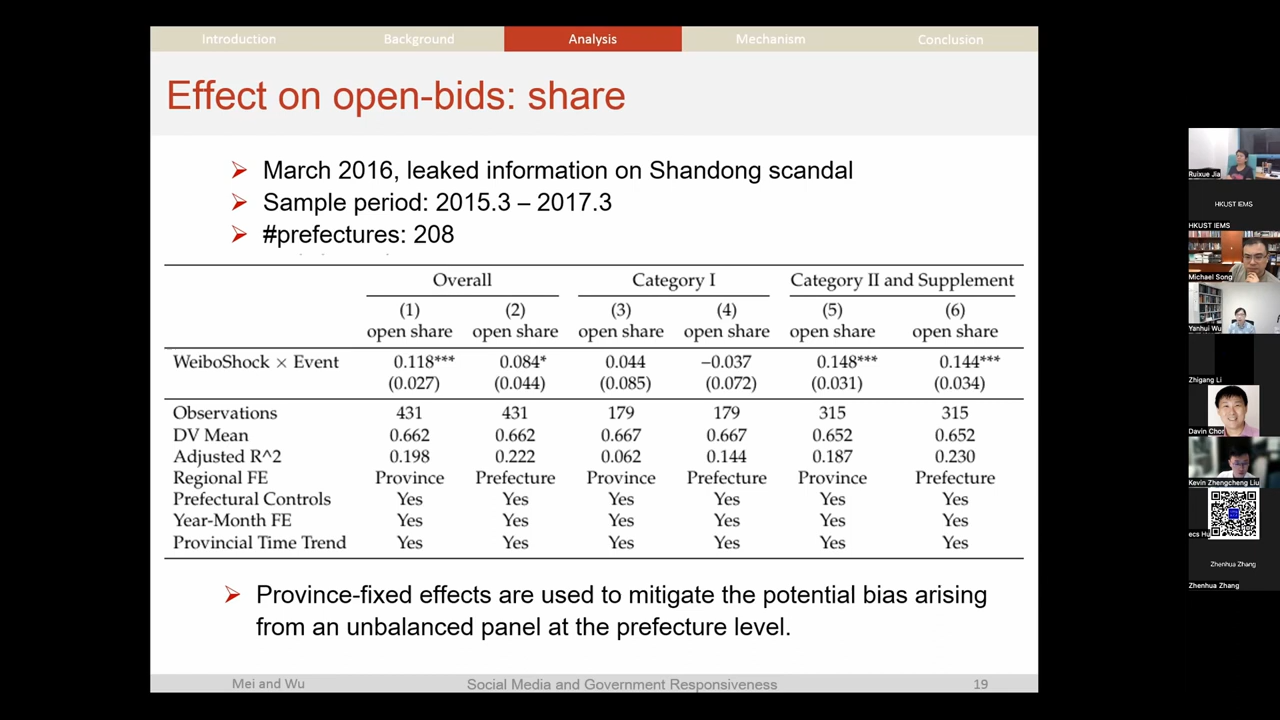 Introduction Background Analysis Mechanism Conclusion
Effect on open-bids: share
March 2016, leaked information on Shandong scandal
Sample period: 2015.3 – 2017.3
#prefectures: 208
Overall Category I Category II and Supplement
(1) (2) (3) (4) (5) (6)
open share open share open share open share open share open share
WeiboShock × Event 0.118*** 0.084* 0.044 −0.037 0.148*** 0.144***
(0.027) (0.044) (0.085) (0.072) (0.031) (0.034)
Observations 431 431 179 179 315 315
DV Mean 0.662 0.662 0.667 0.667 0.652 0.652
Adjusted R^2 0.198 0.222 0.062 0.144 0.187 0.230
Regional FE Province Prefecture Province Prefecture Province Prefecture
Prefectural Controls Yes Yes Yes Yes Yes Yes
Year-Month FE Yes Yes Yes Yes Yes Yes
Provincial Time Trend Yes Yes Yes Yes Yes Yes
Province-fixed effects are used to mitigate the potential bias arising
from an unbalanced panel at the prefecture level.
Mei and Wu Social Media and Government Responsiveness 19
Ruixue Jia
HKUST IEMS
HKUST IEMS
Michael Song
Yanhui Wu
Zhigang Li
Davin Chor
Kevin Zhengcheng Liu
ecs
Zhenhua Zhang
Zhenhua Zhang